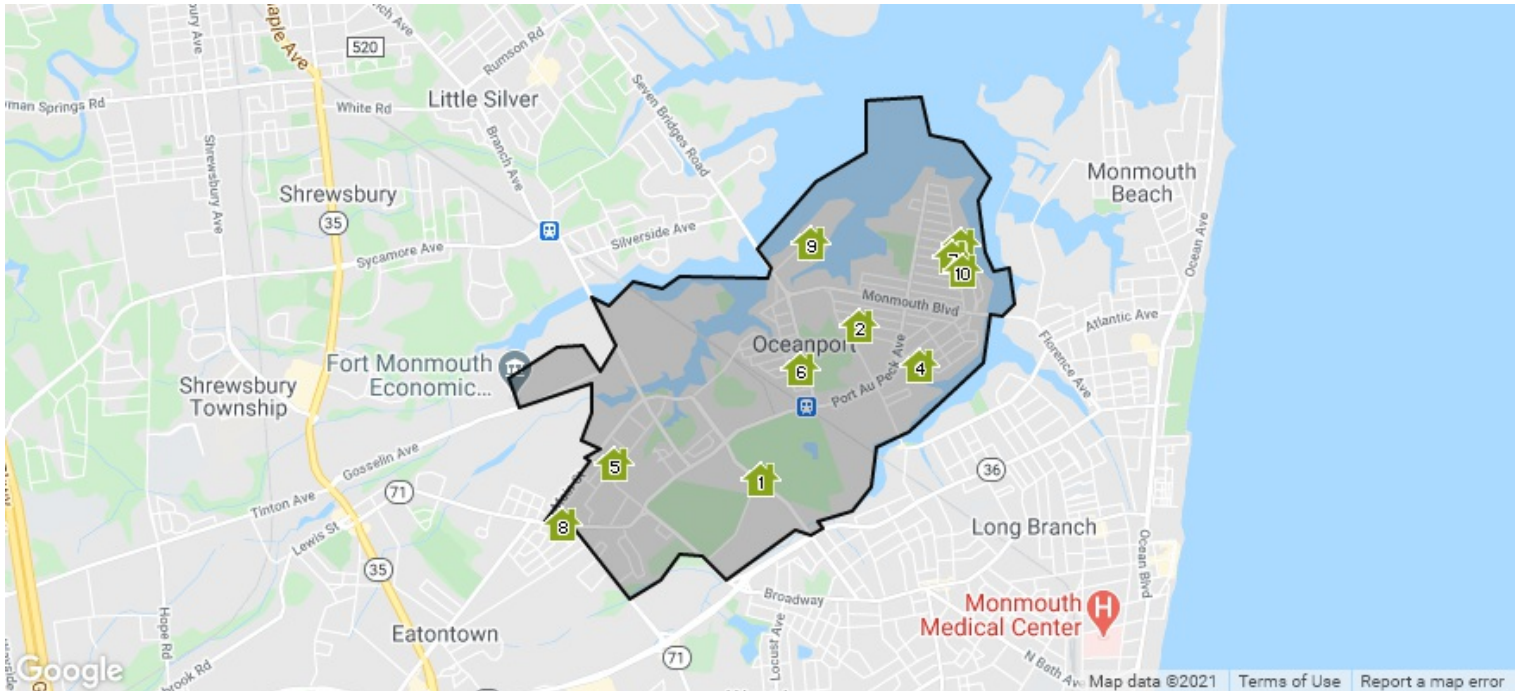 520
Rumson Rd
White Rd
Little Silver
Seven Bridges Road
Branch Ave
Shrewsbury Ave
Shrewsbury
35
Monmouth
Beach
Sycamore Ave
Silverside Ave
Ocean Ave
9
7
10
Monmouth Blvd
Atlantic Ave
2
Oceanport
Florence Ave
Fort Monmouth
Economic...
6
4
Port Au Peck Ave
Shrewsbury
Township
Gosselin Ave
5
36
71
1
Tinton Ave
Lewis St
8
Long Branch
Ocean Blvd
35
Broadway
Monmouth
Medical Center
H
Hope Rd
Eatontown
Locust Ave
71
N Bath Av
Google
Map data ©2021
Terms of Use
Report a map error